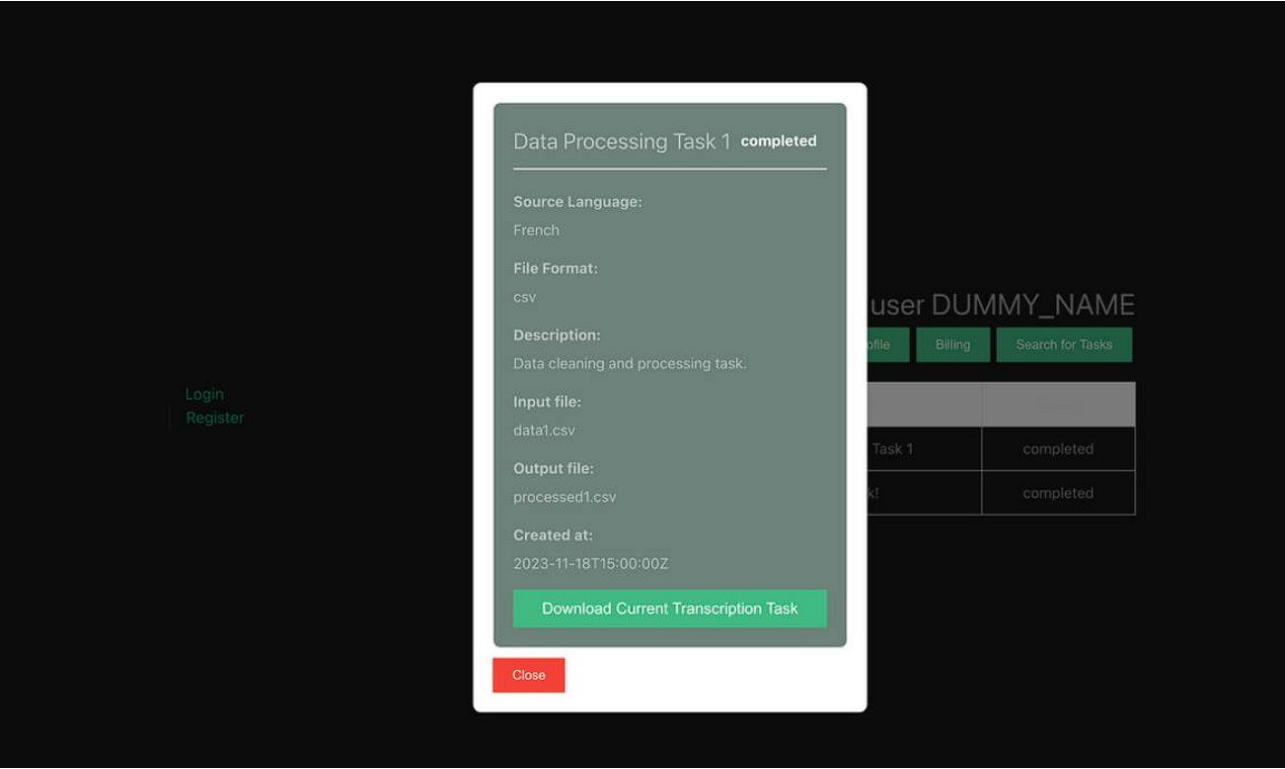 Data Processing Task 1 completed
Source Language:
French
File Format:
csv
Description:
Data cleaning and processing task.
Input file:
data1.csv
Output file:
processed1.csv
Created at:
2023-11-18T15:00:00Z
Download Current Transcription Task
Close
Login
Register
user DUMMY_NAME
Billing
Search for Tasks
Task 1
completed
completed